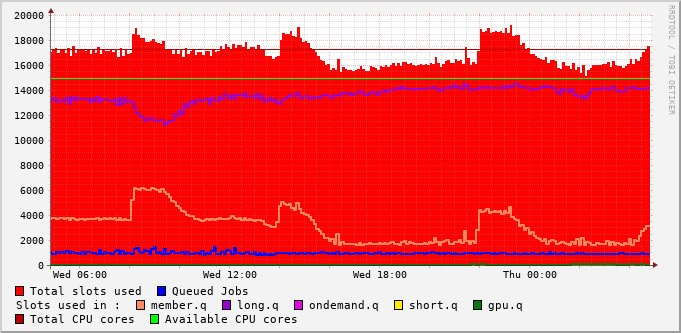 20000
18000
16000
14000
12000
10000
8000
6000
4000
2000
0
Wed 06:00 Wed 12:00 Wed 18:00 Thu 00:00
RRDTOOL / TOBI OETIKER
Total slots used Queued Jobs
Slots used in : member.q long.q ondemand.q short.q gpu.q
Total CPU cores Available CPU cores